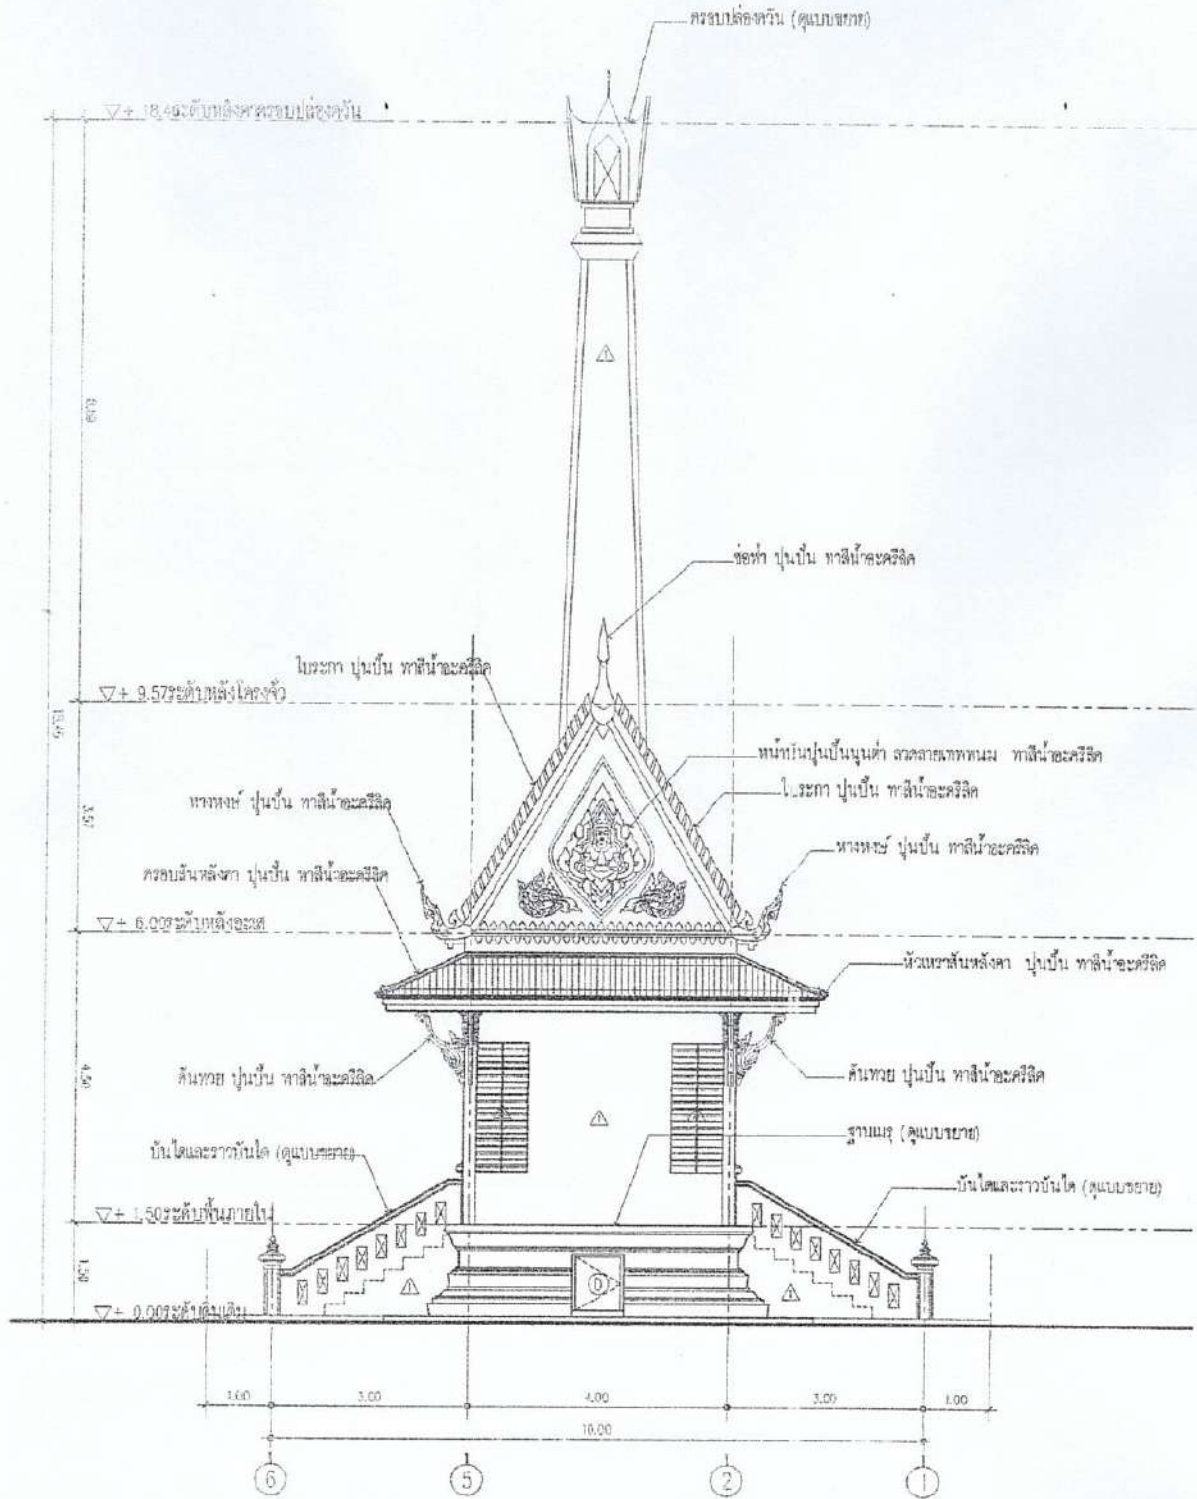 ครอบปล่องควัน (ดูแบบขยาย)
ระดับหลังคาครอบปล่องควัน
ช่อฟ้า ปูนปั้น ทาสีน้ำอะครีลิค
ใบระกา ปูนปั้น ทาสีน้ำอะครีลิค
+ 9.57ระดับหลังโครงจั่ว
หน้าบันปูนปั้นนูนต่ำ ลวดลายเทพพนม ทาสีน้ำอะครีลิค
ใบระกา ปูนปั้น ทาสีน้ำอะครีลิค
หางหงษ์ ปูนปั้น ทาสีน้ำอะครีลิค
หางหงษ์ ปูนปั้น ทาสีน้ำอะครีลิค
ครอบสันหลังคา ปูนปั้น ทาสีน้ำอะครีลิค
3.57
+ 6.00ระดับหลังอะเส
หัวเหราสันหลังคา ปูนปั้น ทาสีน้ำอะครีลิค
คันทวย ปูนปั้น ทาสีน้ำอะครีลิค
คันทวย ปูนปั้น ทาสีน้ำอะครีลิค
4.50
ฐานเมรุ (ดูแบบขยาย)
บันไดและราวบันได (ดูแบบขยาย)
บันไดและราวบันได (ดูแบบขยาย)
+ 1.50ระดับพื้นภายใน
1.50
D
+ 0.00ระดับดินเดิม
1.00 3.00 4.00 3.00 1.00
10.00
6 5 2 1